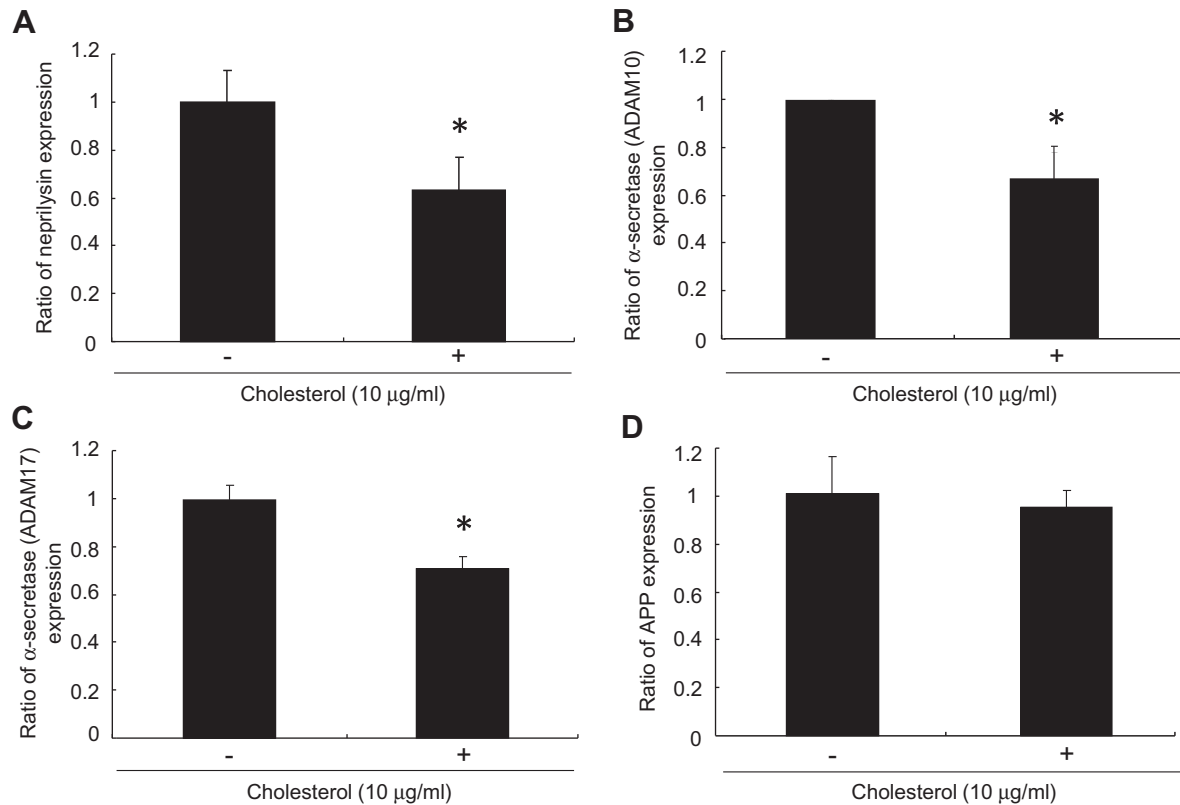 A
Ratio of neprilysin expression
1.2
1
0.8
0.6
0.4
0.2
0
*
- +
Cholesterol (10 μg/ml)
B
Ratio of α-secretase (ADAM10)
expression
1.2
1
0.8
0.6
0.4
0.2
0
*
- +
Cholesterol (10 μg/ml)
C
Ratio of α-secretase (ADAM17)
expression
1.2
1
0.8
0.6
0.4
0.2
0
*
- +
Cholesterol (10 μg/ml)
D
Ratio of APP expression
1.2
1
0.8
0.6
0.4
0.2
0
- +
Cholesterol (10 μg/ml)